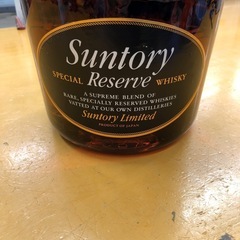 Suntory
SPECIAL Reserve WHISKY
A SUPREME BLEND OF
RARE, SPECIALLY RESERVED WHISKIES
VATTED AT OUR OWN DISTILLERIES
Suntory Limited
PRODUCT OF JAPAN